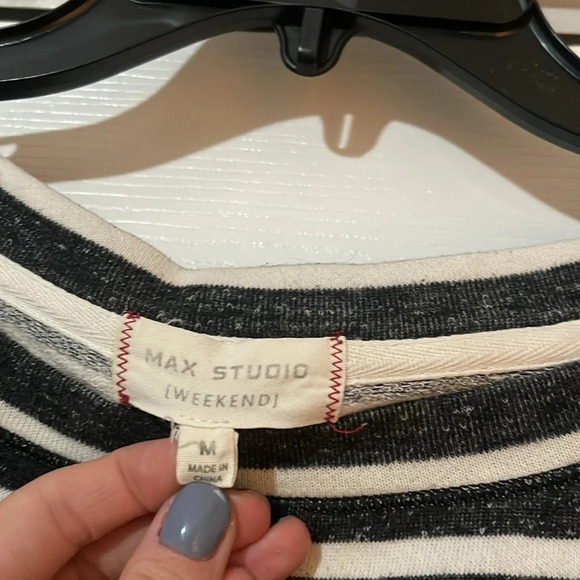 MAX STUDIO
[WEEKEND]
M
MADE IN
CHINA